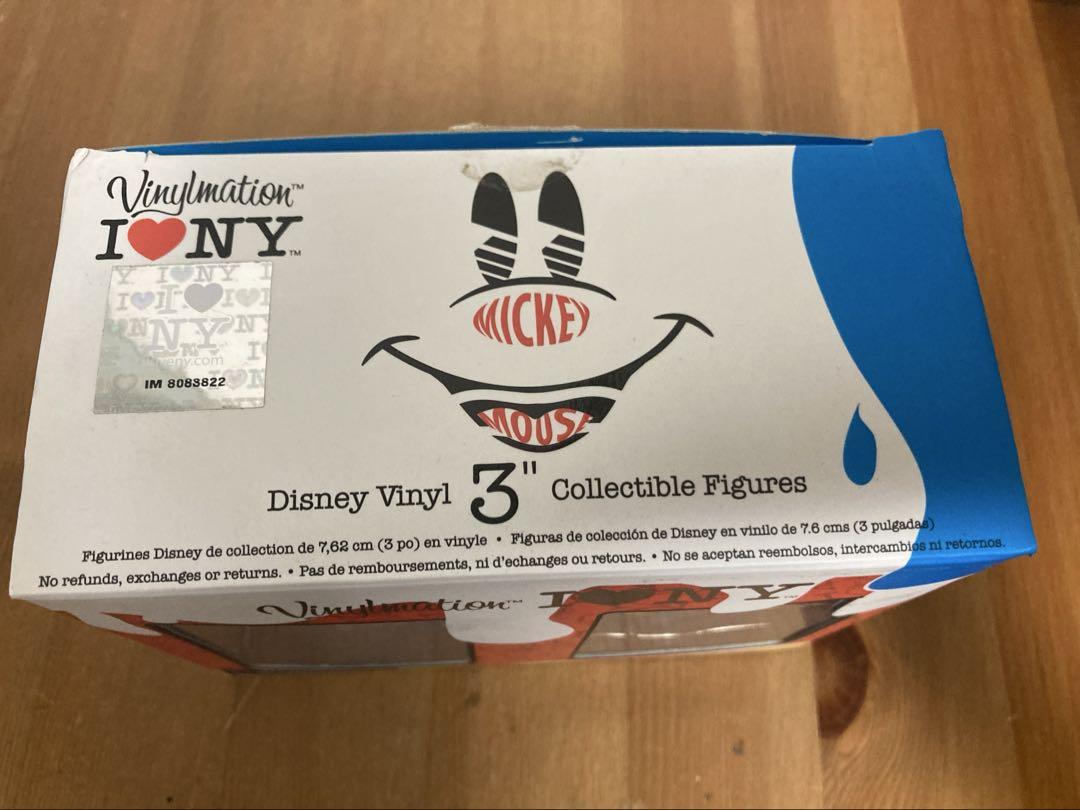 Vinylmation™
I❤NY™
I❤NY
NY
IM 8083822
MICKEY
MOUSE
Disney Vinyl 3" Collectible Figures
Figurines Disney de collection de 7,62 cm (3 po) en vinyle • Figuras de colección de Disney en vinilo de 7.6 cms (3 pulgadas)
No refunds, exchanges or returns. • Pas de remboursements, ni d'echanges ou retours. • No se aceptan reembolsos, intercambios ni retornos.
Vinylmation™ I❤NY™